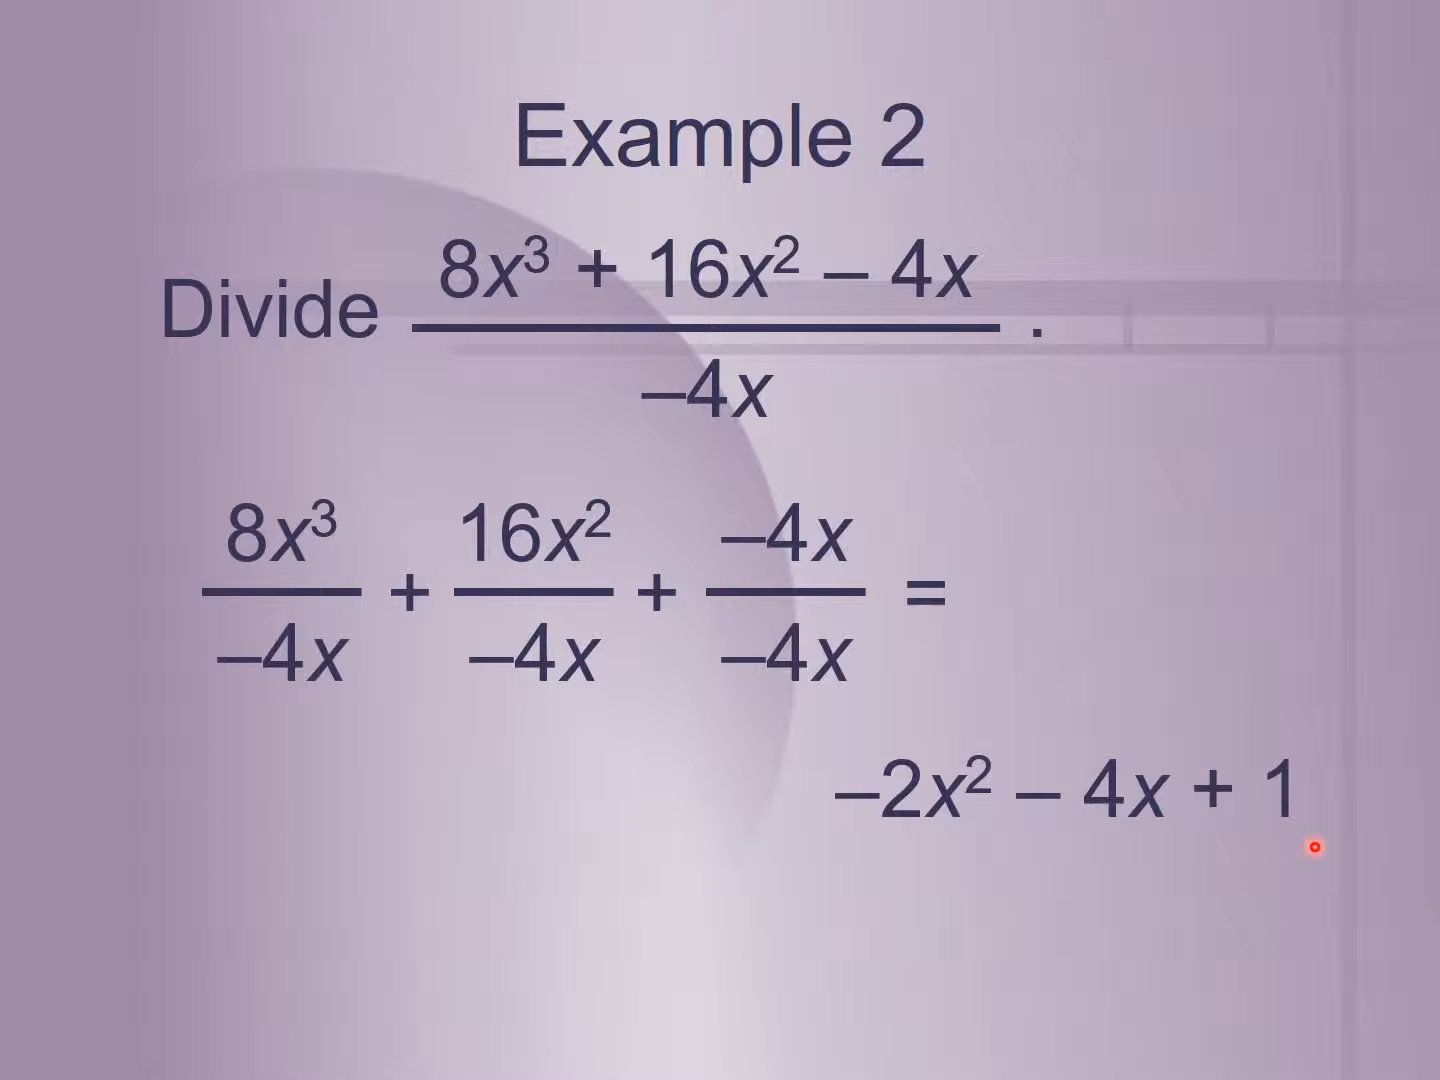 Example 2
Divide (8x³ + 16x² – 4x)/(–4x) .
8x³/(–4x) + 16x²/(–4x) + (–4x)/(–4x) =
–2x² – 4x + 1